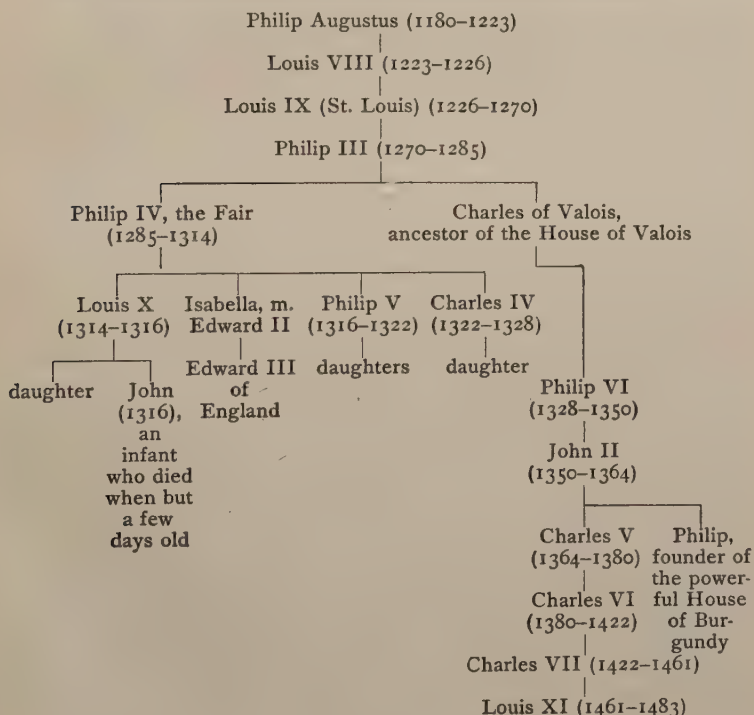 Philip Augustus (1180–1223)
Louis VIII (1223–1226)
Louis IX (St. Louis) (1226–1270)
Philip III (1270–1285)
Philip IV, the Fair
(1285–1314)
Charles of Valois,
ancestor of the House of Valois
Louis X
(1314–1316)
Isabella, m.
Edward II
Philip V
(1316–1322)
Charles IV
(1322–1328)
daughter
John
(1316),
an
infant
who died
when but
a few
days old
Edward III
of
England
daughters
daughter
Philip VI
(1328–1350)
John II
(1350–1364)
Charles V
(1364–1380)
Philip,
founder of
the power-
ful House
of Bur-
gundy
Charles VI
(1380–1422)
Charles VII (1422–1461)
Louis XI (1461–1483)